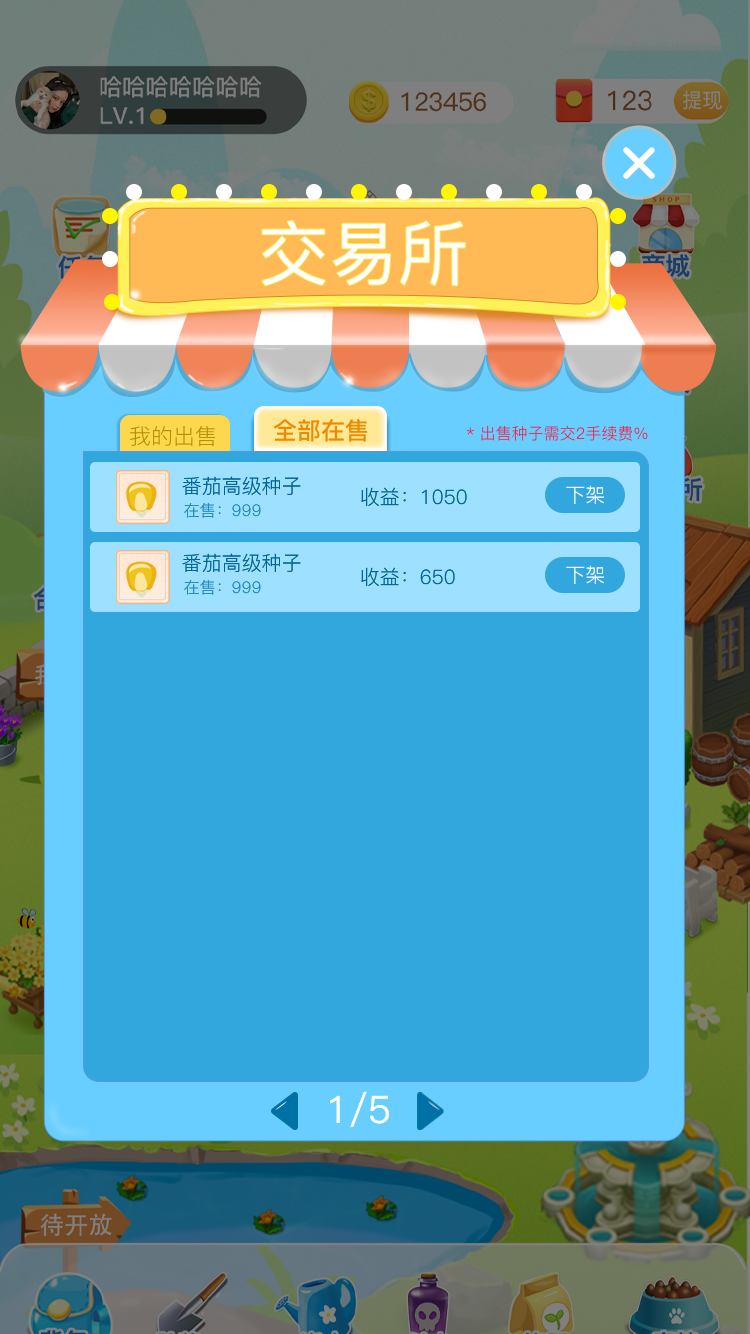 哈哈哈哈哈哈哈
LV.1
123456
123
提现
SHOP
商城
交易所
我的出售
全部在售
* 出售种子需交2手续费%
番茄高级种子
在售：999
收益：1050
下架
番茄高级种子
在售：999
收益：650
下架
所
1/5
待开放